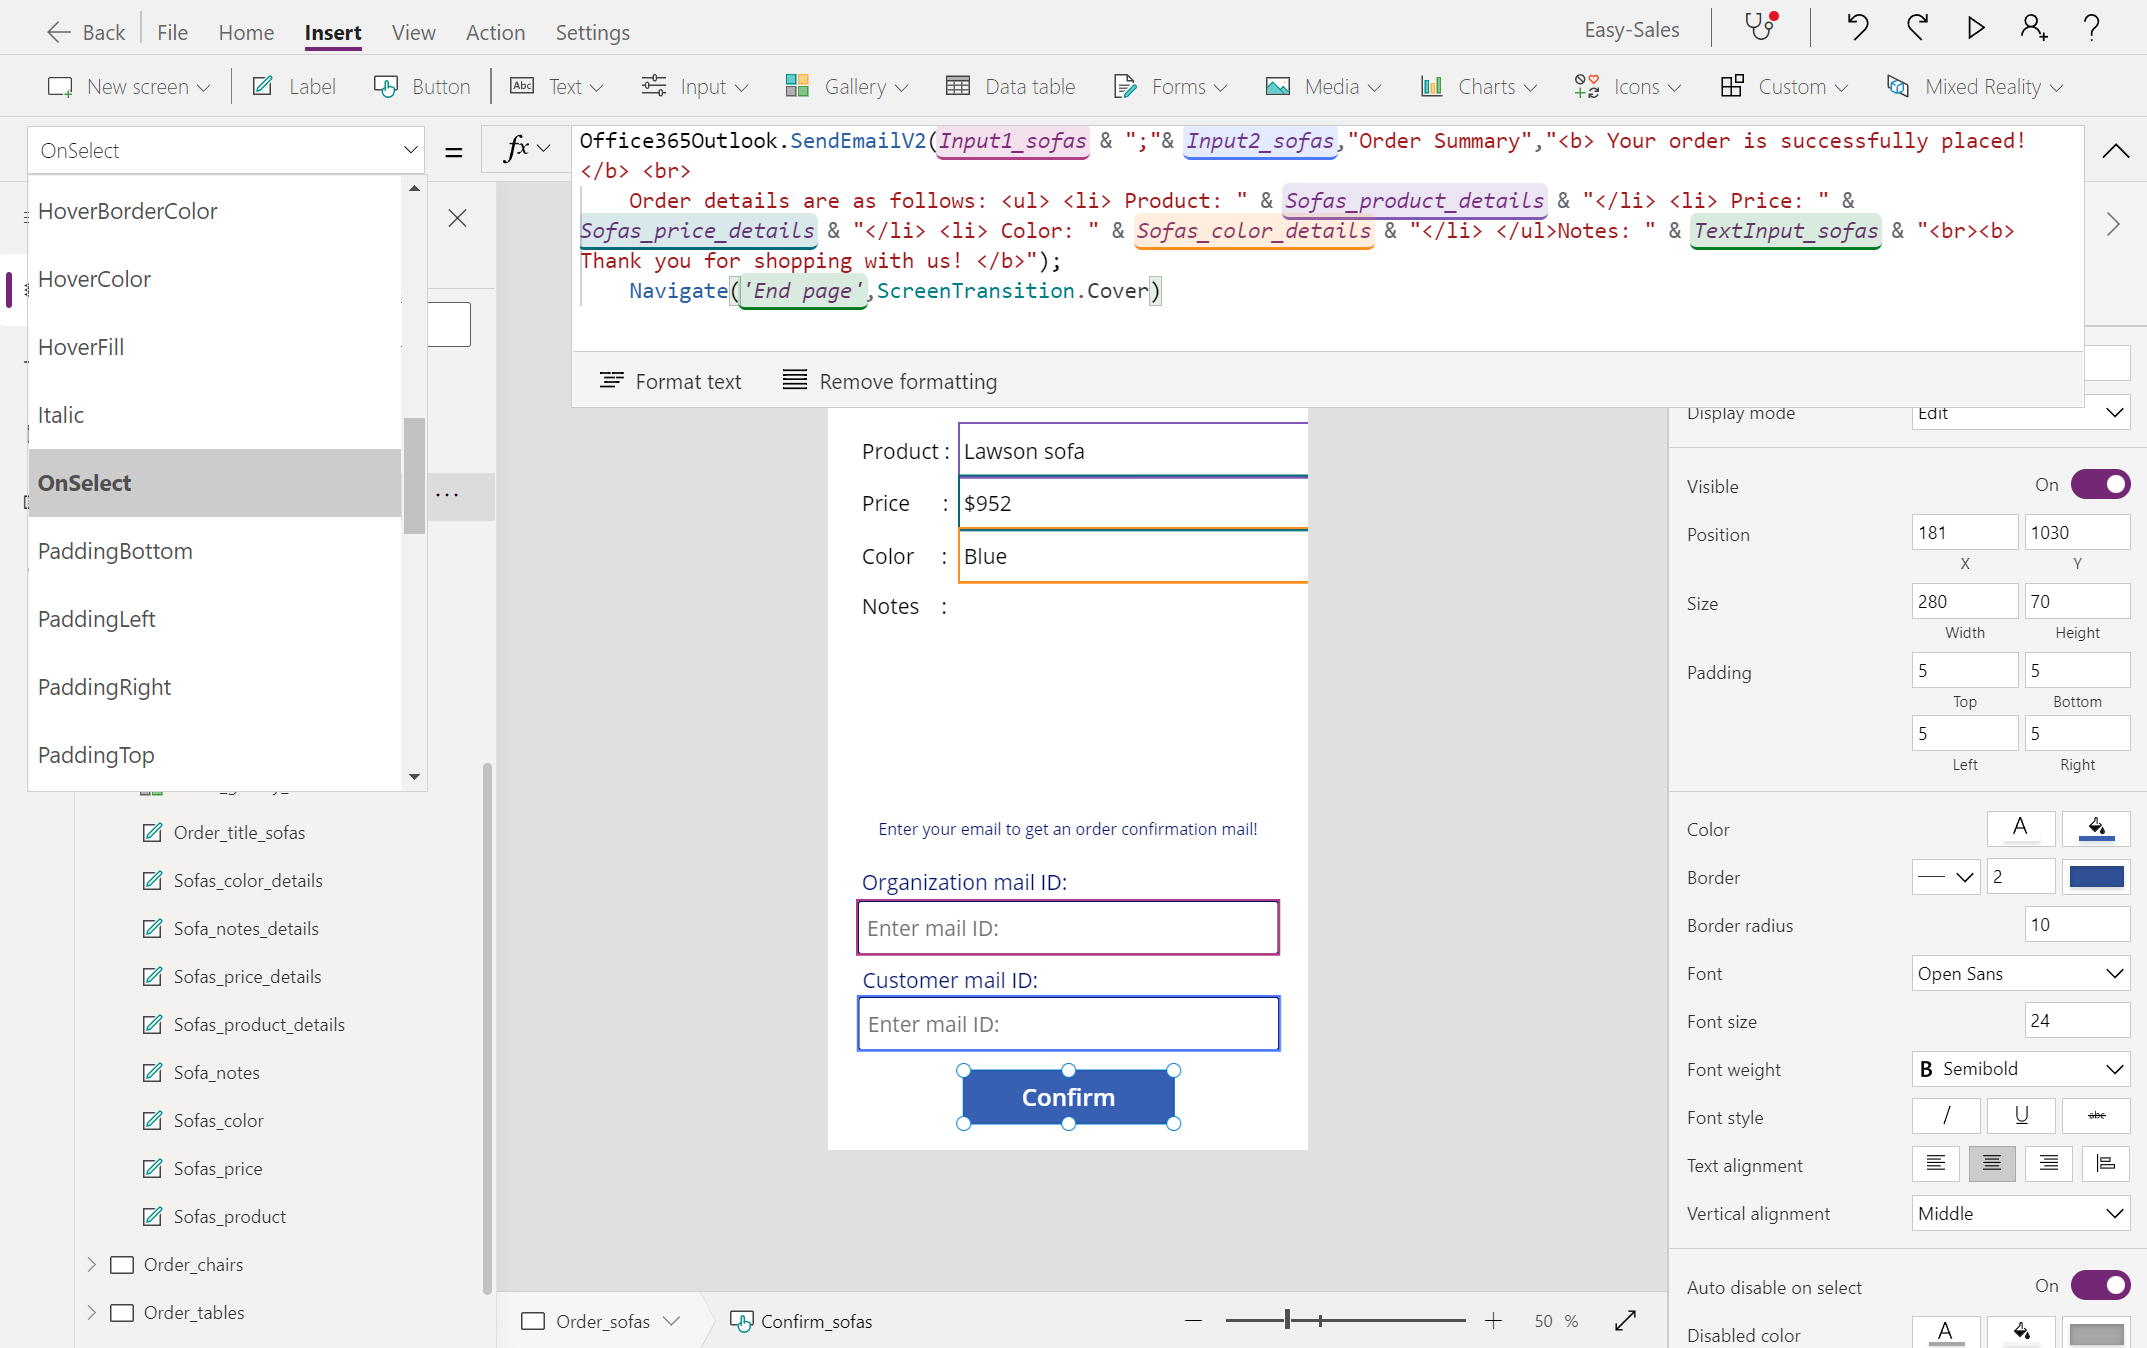 Back File Home Insert View Action Settings Easy-Sales ?
New screen Label Button Abc Text Input Gallery Data table Forms Media Charts Icons Custom Mixed Reality
OnSelect = fx
Office365Outlook.SendEmailV2(Input1_sofas & ";"& Input2_sofas,"Order Summary","<b> Your order is successfully placed!
</b> <br>
Order details are as follows: <ul> <li> Product: " & Sofas_product_details & "</li> <li> Price: " &
Sofas_price_details & "</li> <li> Color: " & Sofas_color_details & "</li> </ul>Notes: " & TextInput_sofas & "<br><b>
Thank you for shopping with us! </b>");
Navigate('End page',ScreenTransition.Cover)
Format text Remove formatting
HoverBorderColor
HoverColor
HoverFill
Italic
OnSelect
PaddingBottom
PaddingLeft
PaddingRight
PaddingTop
...
Order_title_sofas
Sofas_color_details
Sofa_notes_details
Sofas_price_details
Sofas_product_details
Sofa_notes
Sofas_color
Sofas_price
Sofas_product
Order_chairs
Order_tables
Product : Lawson sofa
Price : $952
Color : Blue
Notes :
Enter your email to get an order confirmation mail!
Organization mail ID:
Enter mail ID:
Customer mail ID:
Enter mail ID:
Confirm
Order_sofas Confirm_sofas 50 %
Display mode Edit
Visible On
Position 181 1030
X Y
Size 280 70
Width Height
Padding 5 5
Top Bottom
5 5
Left Right
Color A
Border 2
Border radius 10
Font Open Sans
Font size 24
Font weight B Semibold
Font style / U abc
Text alignment
Vertical alignment Middle
Auto disable on select On
Disabled color A